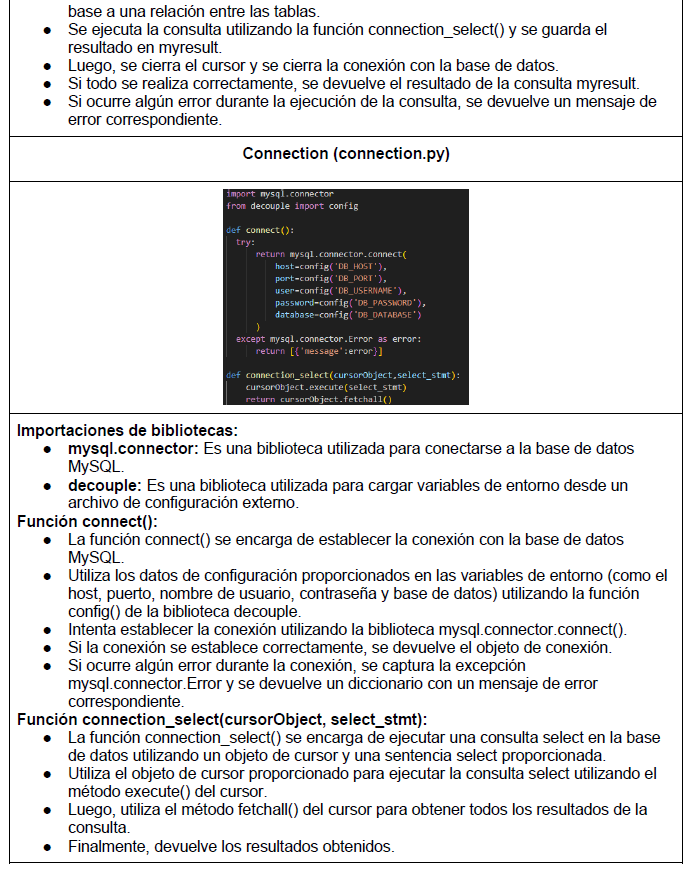 base a una relación entre las tablas.
● Se ejecuta la consulta utilizando la función connection_select() y se guarda el
resultado en myresult.
● Luego, se cierra el cursor y se cierra la conexión con la base de datos.
● Si todo se realiza correctamente, se devuelve el resultado de la consulta myresult.
● Si ocurre algún error durante la ejecución de la consulta, se devuelve un mensaje de
error correspondiente.
Connection (connection.py)
import mysql.connector
from decouple import config
def connect():
try:
return mysql.connector.connect(
host=config('DB_HOST'),
port=config('DB_PORT'),
user=config('DB_USERNAME'),
password=config('DB_PASSWORD'),
database=config('DB_DATABASE')
)
except mysql.connector.Error as error:
return [{'message':error}]
def connection_select(cursorObject,select_stmt):
cursorObject.execute(select_stmt)
return cursorObject.fetchall()
Importaciones de bibliotecas:
● mysql.connector: Es una biblioteca utilizada para conectarse a la base de datos
MySQL.
● decouple: Es una biblioteca utilizada para cargar variables de entorno desde un
archivo de configuración externo.
Función connect():
● La función connect() se encarga de establecer la conexión con la base de datos
MySQL.
● Utiliza los datos de configuración proporcionados en las variables de entorno (como el
host, puerto, nombre de usuario, contraseña y base de datos) utilizando la función
config() de la biblioteca decouple.
● Intenta establecer la conexión utilizando la biblioteca mysql.connector.connect().
● Si la conexión se establece correctamente, se devuelve el objeto de conexión.
● Si ocurre algún error durante la conexión, se captura la excepción
mysql.connector.Error y se devuelve un diccionario con un mensaje de error
correspondiente.
Función connection_select(cursorObject, select_stmt):
● La función connection_select() se encarga de ejecutar una consulta select en la base
de datos utilizando un objeto de cursor y una sentencia select proporcionada.
● Utiliza el objeto de cursor proporcionado para ejecutar la consulta select utilizando el
método execute() del cursor.
● Luego, utiliza el método fetchall() del cursor para obtener todos los resultados de la
consulta.
● Finalmente, devuelve los resultados obtenidos.